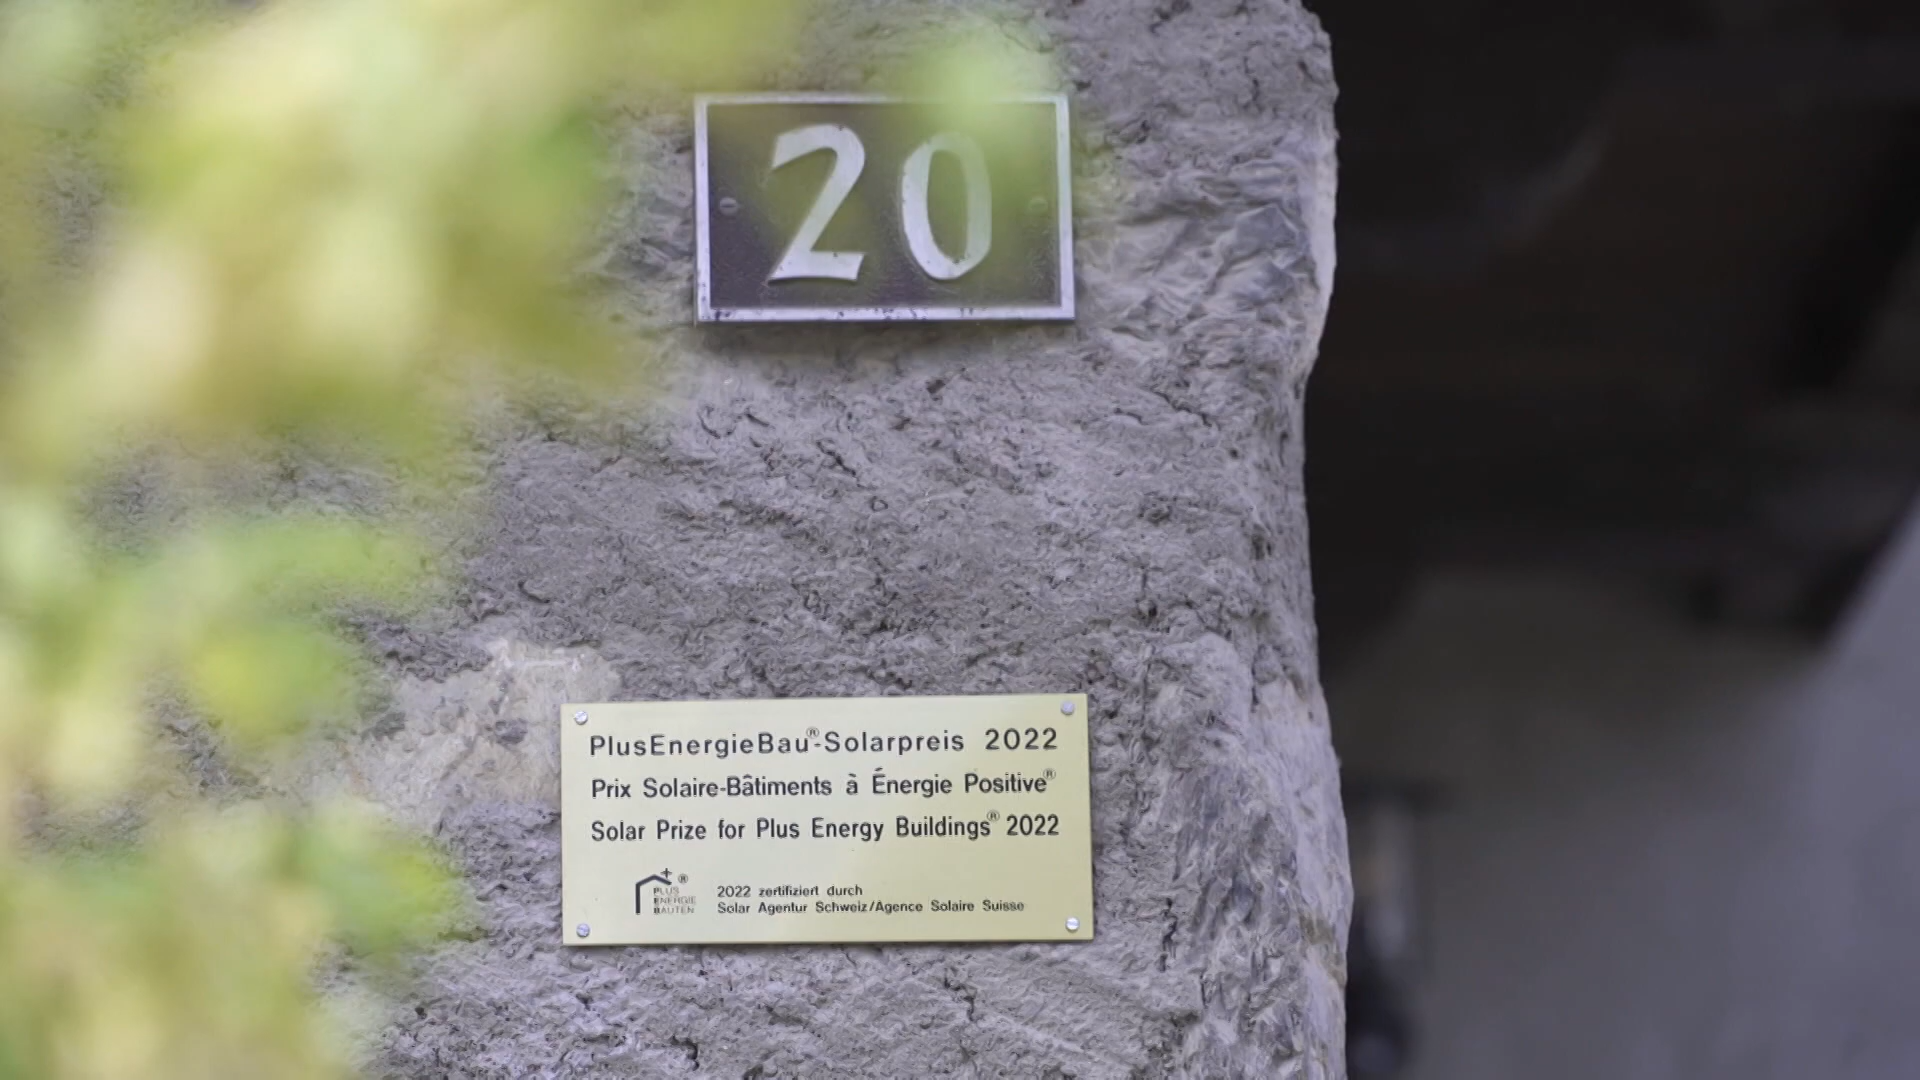 20
PlusEnergieBau®-Solarpreis 2022
Prix Solaire-Bâtiments à Énergie Positive®
Solar Prize for Plus Energy Buildings® 2022
®
PLUS
ENERGIE
BAUTEN
2022 zertifiziert durch
Solar Agentur Schweiz/Agence Solaire Suisse